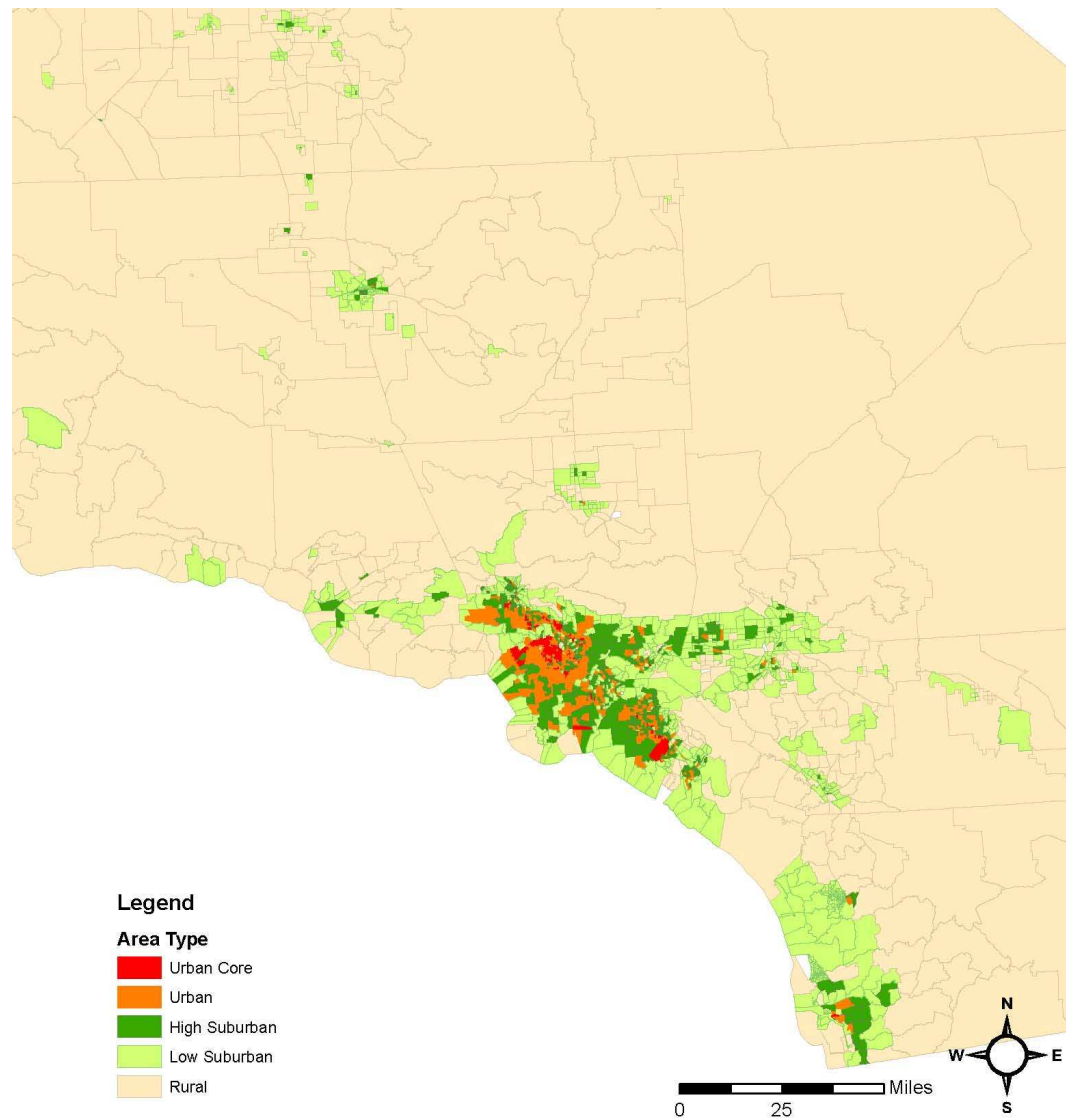 Legend
Area Type
Urban Core
Urban
High Suburban
Low Suburban
Rural
N
W E
S
Miles
0 25